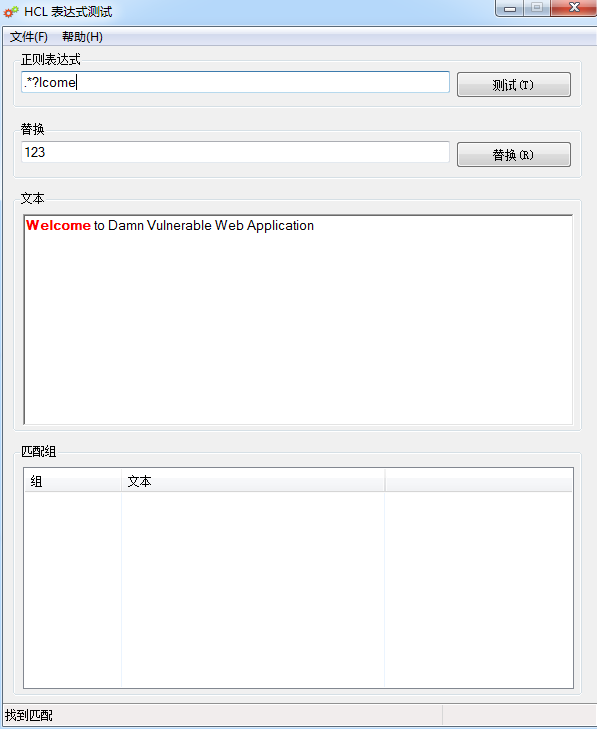 HCL 表达式测试
文件(F) 帮助(H)
正则表达式
.*?lcome 测试(T)
替换
123 替换(R)
文本
Welcome to Damn Vulnerable Web Application
匹配组
组 文本
找到匹配